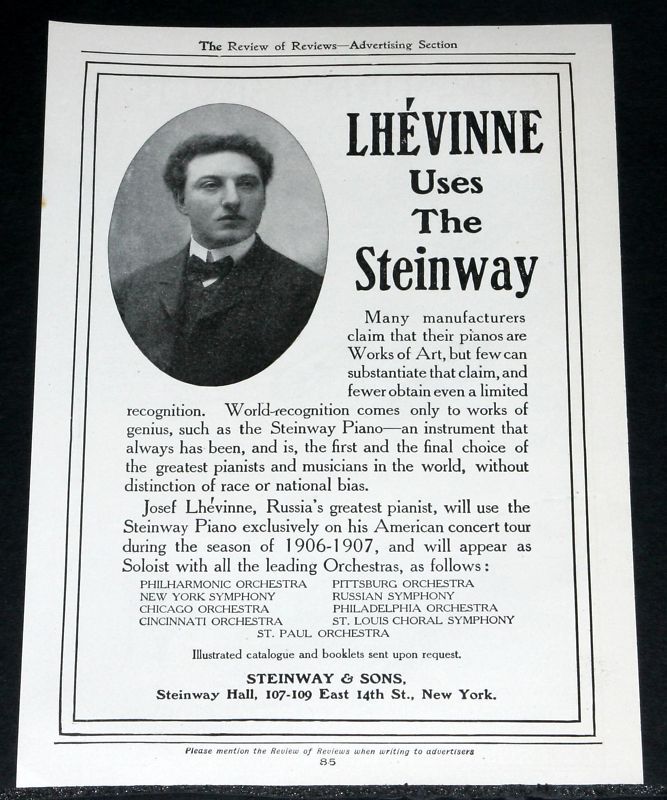 The Review of Reviews—Advertising Section
LHÉVINNE
Uses
The
Steinway
Many manufacturers
claim that their pianos are
Works of Art, but few can
substantiate that claim, and
fewer obtain even a limited
recognition. World-recognition comes only to works of
genius, such as the Steinway Piano—an instrument that
always has been, and is, the first and the final choice of
the greatest pianists and musicians in the world, without
distinction of race or national bias.
Josef Lhévinne, Russia's greatest pianist, will use the
Steinway Piano exclusively on his American concert tour
during the season of 1906-1907, and will appear as
Soloist with all the leading Orchestras, as follows:
PHILHARMONIC ORCHESTRA PITTSBURG ORCHESTRA
NEW YORK SYMPHONY RUSSIAN SYMPHONY
CHICAGO ORCHESTRA PHILADELPHIA ORCHESTRA
CINCINNATI ORCHESTRA ST. LOUIS CHORAL SYMPHONY
ST. PAUL ORCHESTRA
Illustrated catalogue and booklets sent upon request.
STEINWAY & SONS,
Steinway Hall, 107-109 East 14th St., New York.
Please mention the Review of Reviews when writing to advertisers
85